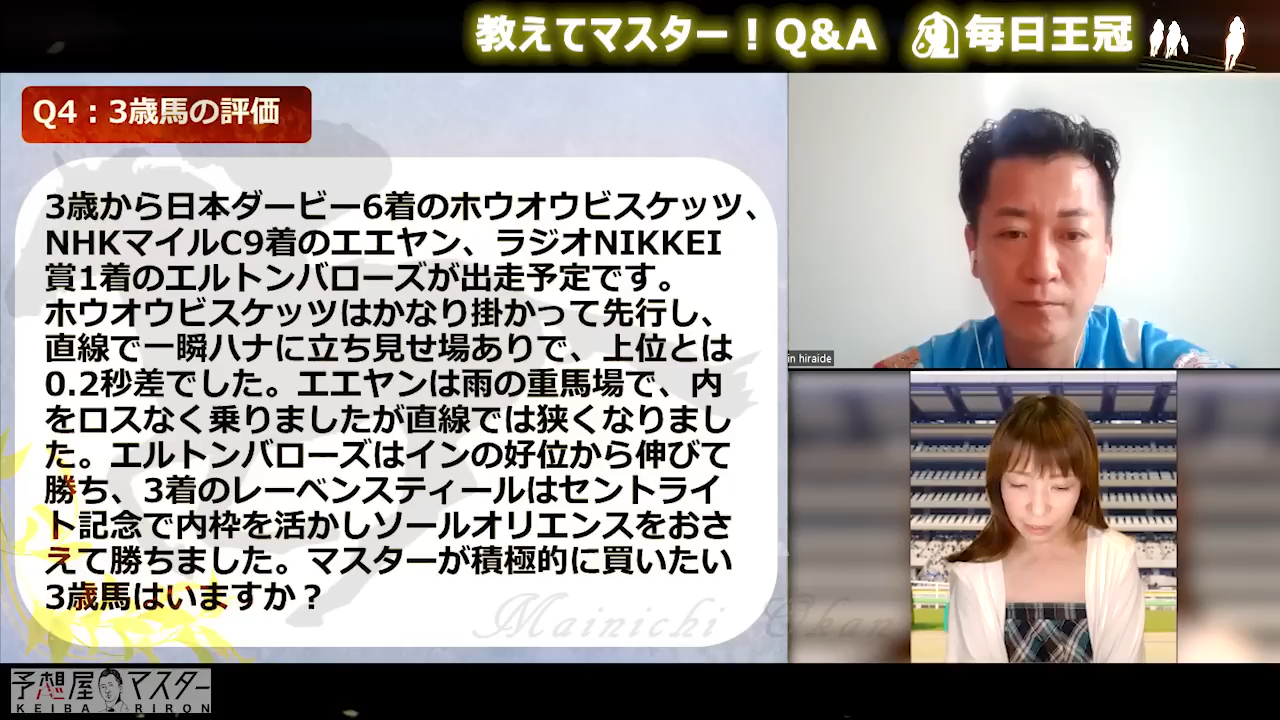 教えてマスター！Q&A 毎日王冠
Q4：3歳馬の評価
3歳から日本ダービー6着のホウオウビスケッツ、
NHKマイルC9着のエエヤン、ラジオNIKKEI
賞1着のエルトンバローズが出走予定です。
ホウオウビスケッツはかなり掛かって先行し、
直線で一瞬ハナに立ち見せ場ありで、上位とは
0.2秒差でした。エエヤンは雨の重馬場で、内
をロスなく乗りましたが直線では狭くなりまし
た。エルトンバローズはインの好位から伸びて
勝ち、3着のレーベンスティールはセントライ
ト記念で内枠を活かしソールオリエンスをおさ
えて勝ちました。マスターが積極的に買いたい
3歳馬はいますか？
Mainichi Okan
in hiraide
予想屋マスター
KEIBA RIRON